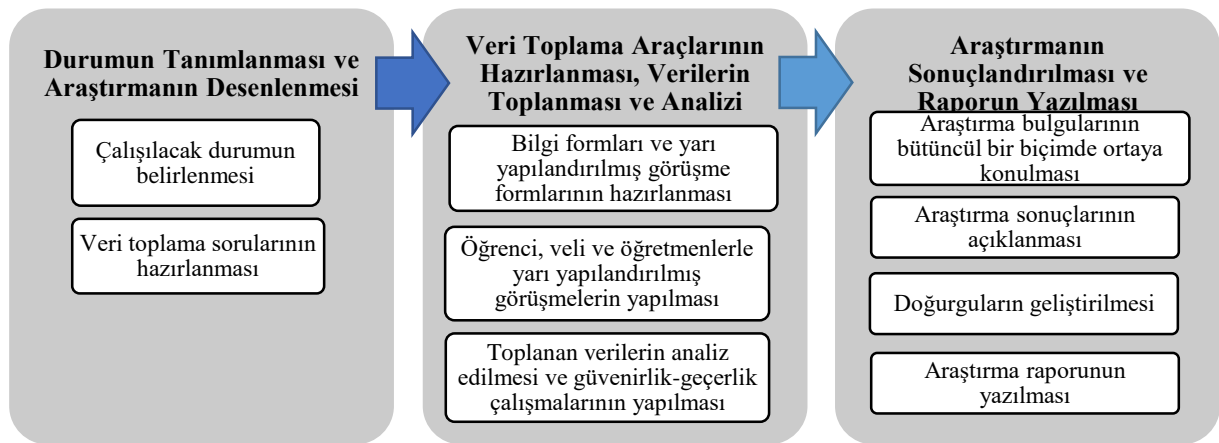 Durumun Tanımlanması ve
Araştırmanın Desenlenmesi
Çalışılacak durumun
belirlenmesi
Veri toplama sorularının
hazırlanması
Veri Toplama Araçlarının
Hazırlanması, Verilerin
Toplanması ve Analizi
Bilgi formları ve yarı
yapılandırılmış görüşme
formlarının hazırlanması
Öğrenci, veli ve öğretmenlerle
yarı yapılandırılmış
görüşmelerin yapılması
Toplanan verilerin analiz
edilmesi ve güvenirlik-geçerlik
çalışmalarının yapılması
Araştırmanın
Sonuçlandırılması ve
Raporun Yazılması
Araştırma bulgularının
bütüncül bir biçimde ortaya
konulması
Araştırma sonuçlarının
açıklanması
Doğurguların geliştirilmesi
Araştırma raporunun
yazılması